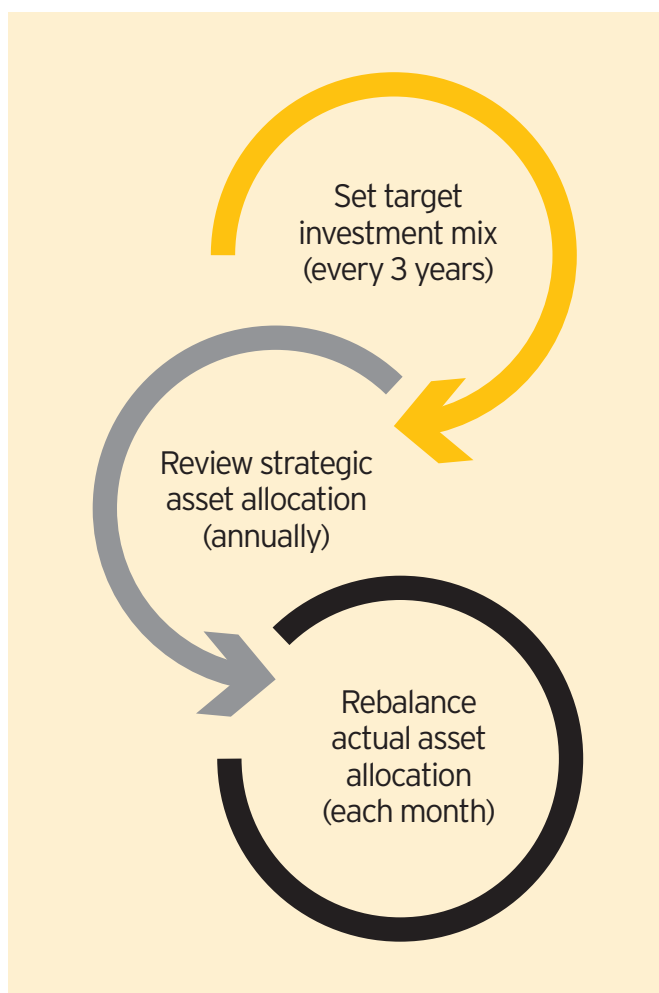 Set target
investment mix
(every 3 years)
Review strategic
asset allocation
(annually)
Rebalance
actual asset
allocation
(each month)